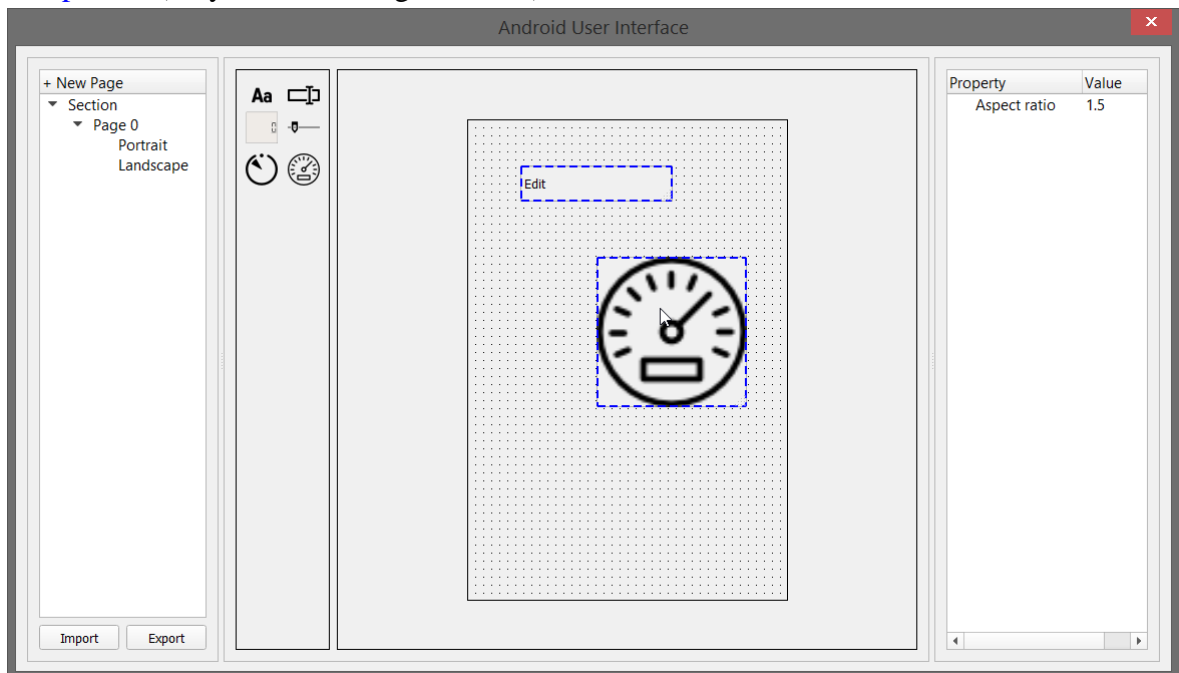 Android User Interface
+ New Page
Section
Page 0
Portrait
Landscape
Import
Export
Aa
Edit
Property Value
Aspect ratio 1.5